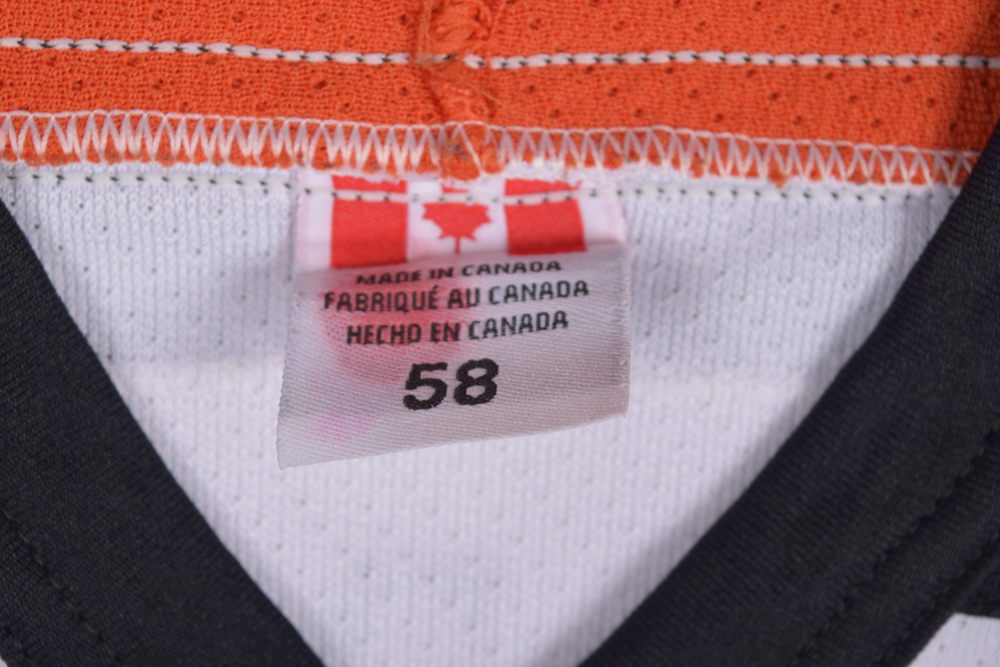 MADE IN CANADA
FABRIQUÉ AU CANADA
HECHO EN CANADA
58